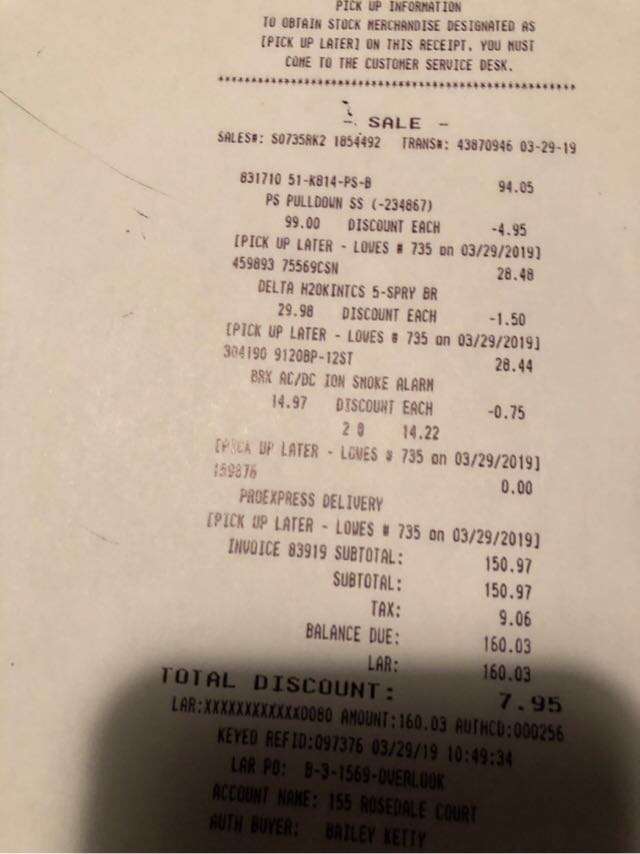 PICK UP INFORMATION
TO OBTAIN STOCK MERCHANDISE DESIGNATED AS
[PICK UP LATER] ON THIS RECEIPT, YOU MUST
COME TO THE CUSTOMER SERVICE DESK.
- SALE -
SALES#: S0735RK2 1854492 TRANS#: 43870946 03-29-19
831710 51-K814-PS-B 94.05
PS PULLDOWN SS (-234867)
99.00 DISCOUNT EACH -4.95
[PICK UP LATER - LOWES # 735 on 03/29/2019]
459893 75569CSN 28.48
DELTA H2OKINTCS 5-SPRY BR
29.98 DISCOUNT EACH -1.50
[PICK UP LATER - LOWES # 735 on 03/29/2019]
304190 9120BP-12ST 28.44
BRK AC/DC ION SMOKE ALARM
14.97 DISCOUNT EACH -0.75
2 @ 14.22
[PICK UP LATER - LOWES # 735 on 03/29/2019]
159876 0.00
PROEXPRESS DELIVERY
[PICK UP LATER - LOWES # 735 on 03/29/2019]
INVOICE 83919 SUBTOTAL: 150.97
SUBTOTAL: 150.97
TAX: 9.06
BALANCE DUE: 160.03
LAR: 160.03
TOTAL DISCOUNT: 7.95
LAR:XXXXXXXXXXXX0080 AMOUNT:160.03 AUTHCD:000256
KEYED REFID:097376 03/29/19 10:49:34
LAR PO: B-3-1569-OVERLOOK
ACCOUNT NAME: 155 ROSEDALE COURT
AUTH BUYER: BAILEY KETTY